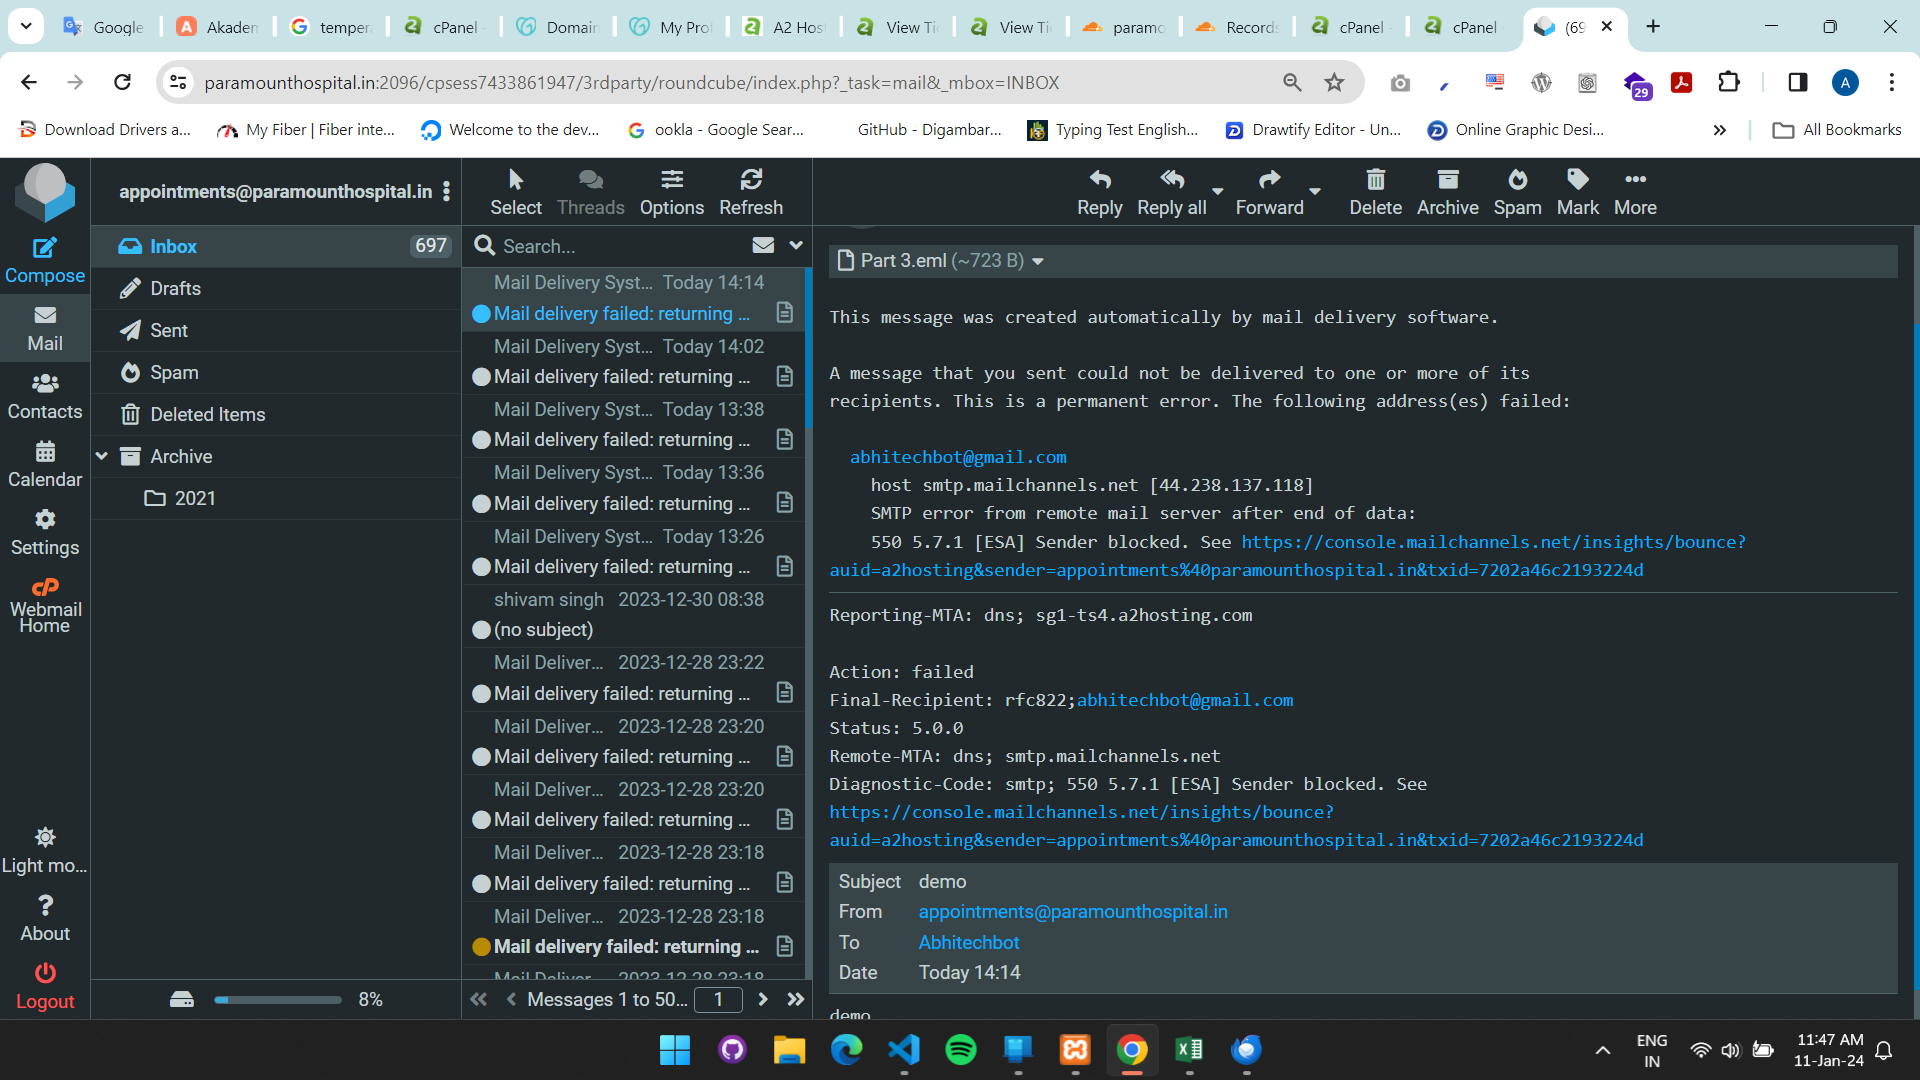 Google
Akadem
temper
cPanel -
Domain
My Prof
A2 Host
View Tic
View Tic
paramo
Records
cPanel -
cPanel
(69
paramounthospital.in:2096/cpsess7433861947/3rdparty/roundcube/index.php?_task=mail&_mbox=INBOX
29
A
Download Drivers a...
My Fiber | Fiber inte...
Welcome to the dev...
ookla - Google Sear...
GitHub - Digambar...
Typing Test English...
Drawtify Editor - Un...
Online Graphic Desi...
All Bookmarks
Compose
Mail
Contacts
Calendar
Settings
Webmail
Home
Light mo...
About
Logout
appointments@paramounthospital.in
Inbox 697
Drafts
Sent
Spam
Deleted Items
Archive
2021
8%
Select
Threads
Options
Refresh
Search...
Mail Delivery Syst... Today 14:14
Mail delivery failed: returning ...
Mail Delivery Syst... Today 14:02
Mail delivery failed: returning ...
Mail Delivery Syst... Today 13:38
Mail delivery failed: returning ...
Mail Delivery Syst... Today 13:36
Mail delivery failed: returning ...
Mail Delivery Syst... Today 13:26
Mail delivery failed: returning ...
shivam singh 2023-12-30 08:38
(no subject)
Mail Deliver... 2023-12-28 23:22
Mail delivery failed: returning ...
Mail Deliver... 2023-12-28 23:20
Mail delivery failed: returning ...
Mail Deliver... 2023-12-28 23:20
Mail delivery failed: returning ...
Mail Deliver... 2023-12-28 23:18
Mail delivery failed: returning ...
Mail Deliver... 2023-12-28 23:18
Mail delivery failed: returning ...
Mail Deliver... 2023-12-28 23:18
Messages 1 to 50... 1
Reply
Reply all
Forward
Delete
Archive
Spam
Mark
More
Part 3.eml (~723 B)
This message was created automatically by mail delivery software.
A message that you sent could not be delivered to one or more of its
recipients. This is a permanent error. The following address(es) failed:
abhitechbot@gmail.com
host smtp.mailchannels.net [44.238.137.118]
SMTP error from remote mail server after end of data:
550 5.7.1 [ESA] Sender blocked. See https://console.mailchannels.net/insights/bounce?
auid=a2hosting&sender=appointments%40paramounthospital.in&txid=7202a46c2193224d
Reporting-MTA: dns; sg1-ts4.a2hosting.com
Action: failed
Final-Recipient: rfc822;abhitechbot@gmail.com
Status: 5.0.0
Remote-MTA: dns; smtp.mailchannels.net
Diagnostic-Code: smtp; 550 5.7.1 [ESA] Sender blocked. See
https://console.mailchannels.net/insights/bounce?
auid=a2hosting&sender=appointments%40paramounthospital.in&txid=7202a46c2193224d
Subject demo
From appointments@paramounthospital.in
To Abhitechbot
Date Today 14:14
demo
ENG
IN
11:47 AM
11-Jan-24